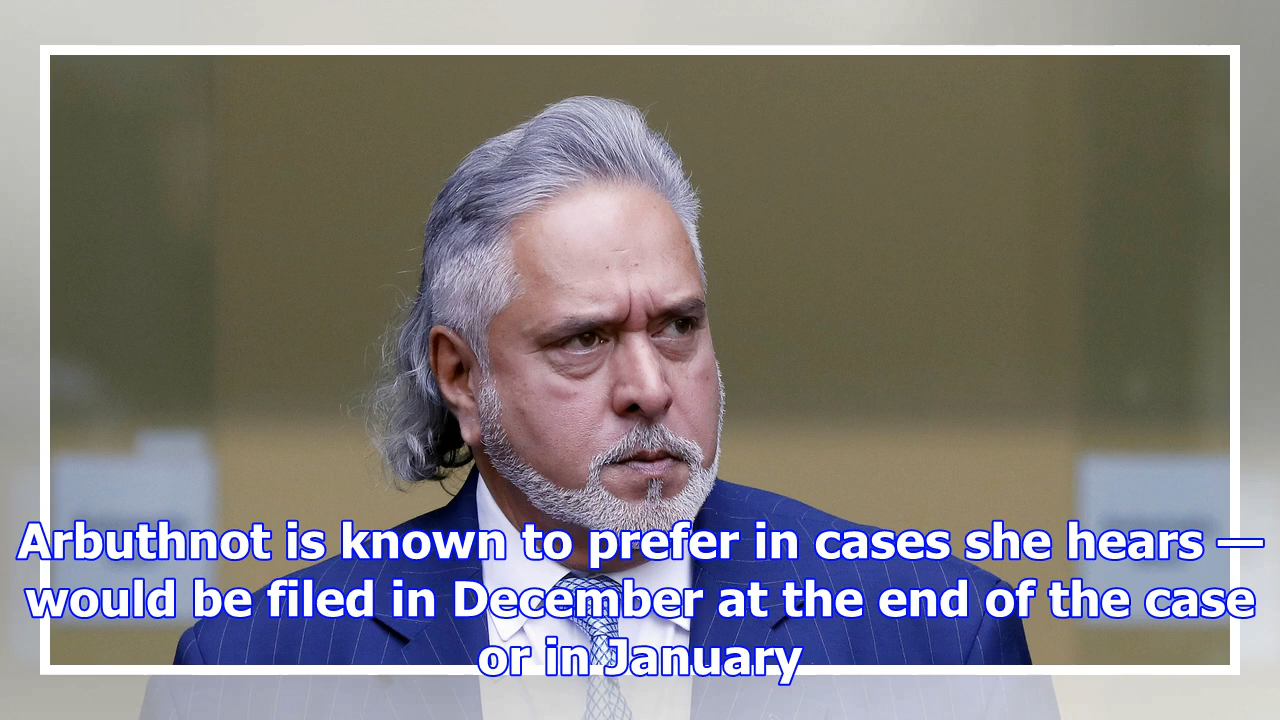 Arbuthnot is known to prefer in cases she hears —
would be filed in December at the end of the case
or in January